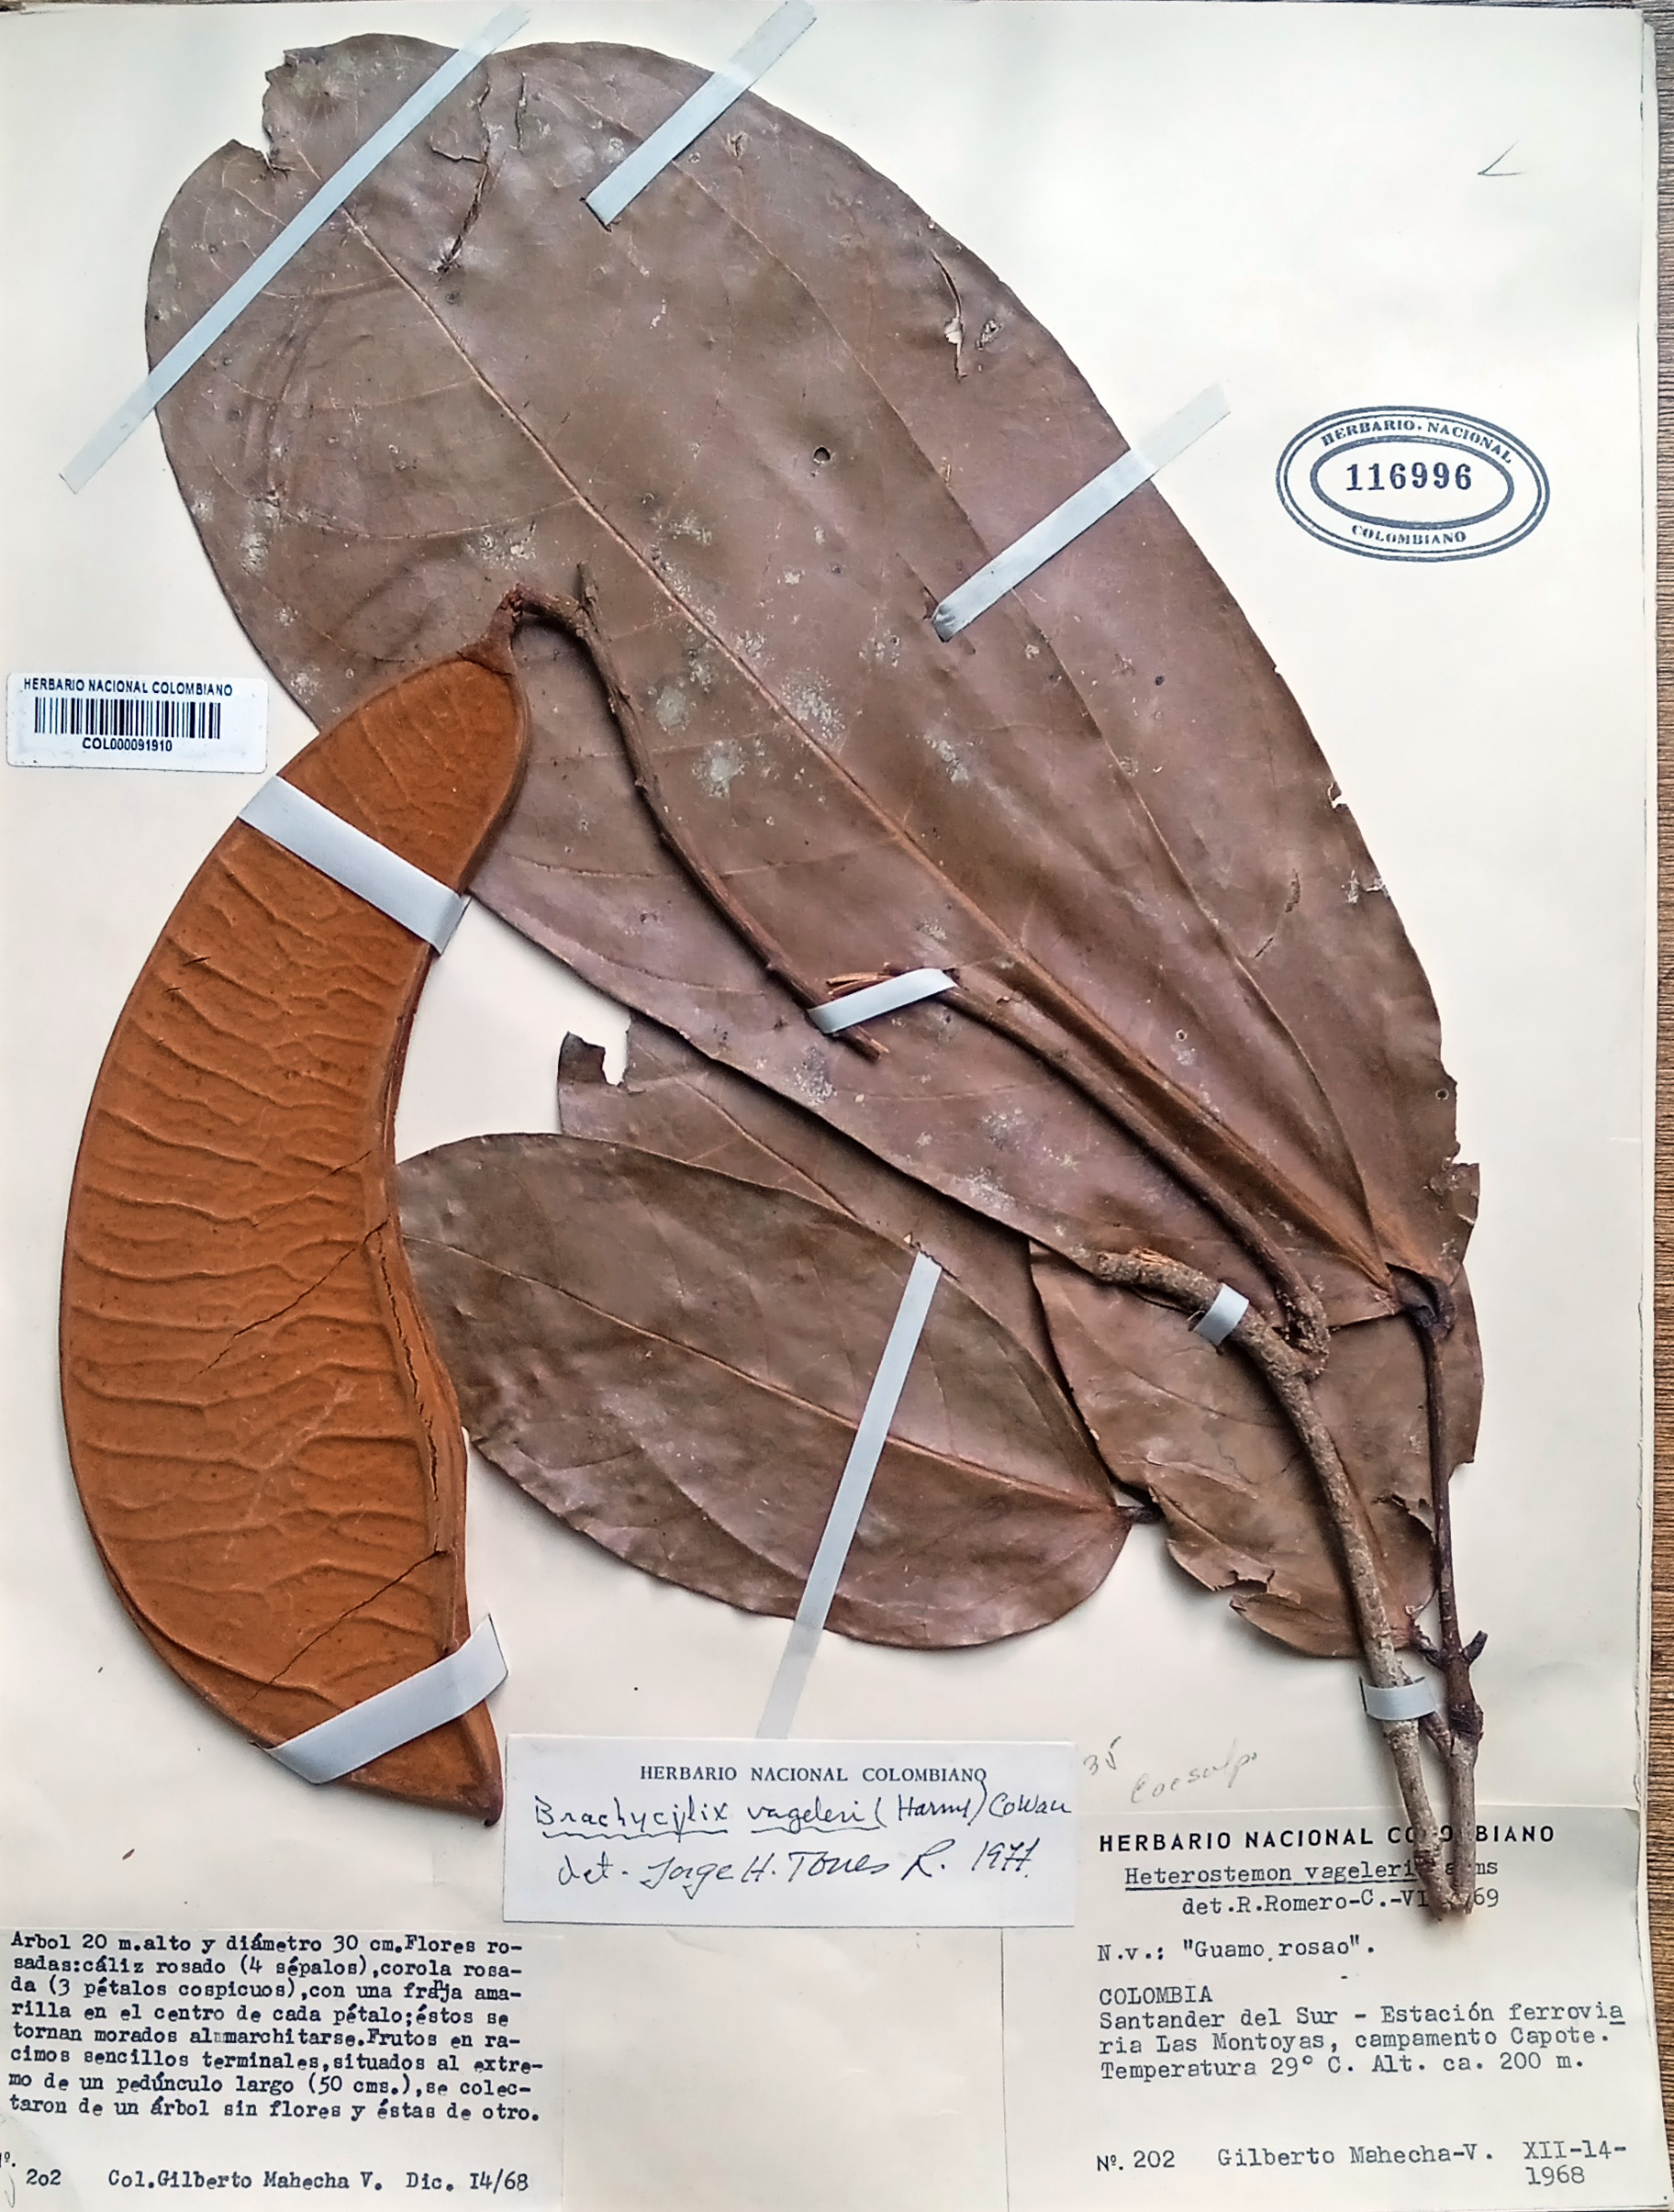 HERBARIO NACIONAL
116996
COLOMBIANO
HERBARIO NACIONAL COLOMBIANO
COL000091910
HERBARIO NACIONAL COLOMBIANO
Brachycylix vageleri (Harms) Cowan
det. Jorge H. Torres R. 1977.
35
Caesalp.
HERBARIO NACIONAL BIANO
Heterostemon vageleri ms
det.R.Romero-C.-VI 69
N.v.: "Guamo rosao".
COLOMBIA
Santander del Sur - Estación ferrovia
ria Las Montoyas, campamento Capote.
Temperatura 29° C. Alt. ca. 200 m.
Nº. 202 Gilberto Mahecha-V. XII-14-
1968
Arbol 20 m.alto y diámetro 30 cm.Flores ro-
sadas:cáliz rosado (4 sépalos),corola rosa-
da (3 pétalos cospicuos),con una franja ama-
rilla en el centro de cada pétalo;éstos se
tornan morados al marchitarse.Frutos en ra-
cimos sencillos terminales,situados al extre-
mo de un pedúnculo largo (50 cms.),se colec-
taron de un árbol sin flores y éstas de otro.
Nº.
202 Col.Gilberto Mahecha V. Dic. I4/68